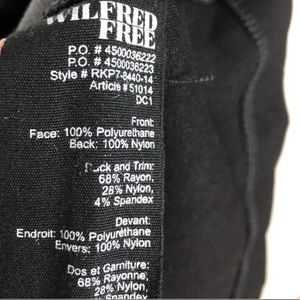 WILFRED
FREE
P.O. # 4500036222
P.O. # 4500036223
Style # RKP7-8440-14
Article # 51014
DC1
Front:
Face: 100% Polyurethane
Back: 100% Nylon
Back and Trim:
68% Rayon,
28% Nylon,
4% Spandex
Devant:
Endroit: 100% Polyuréthane
Envers: 100% Nylon
Dos et Garniture:
68% Rayonne,
28% Nylon,
Spandex